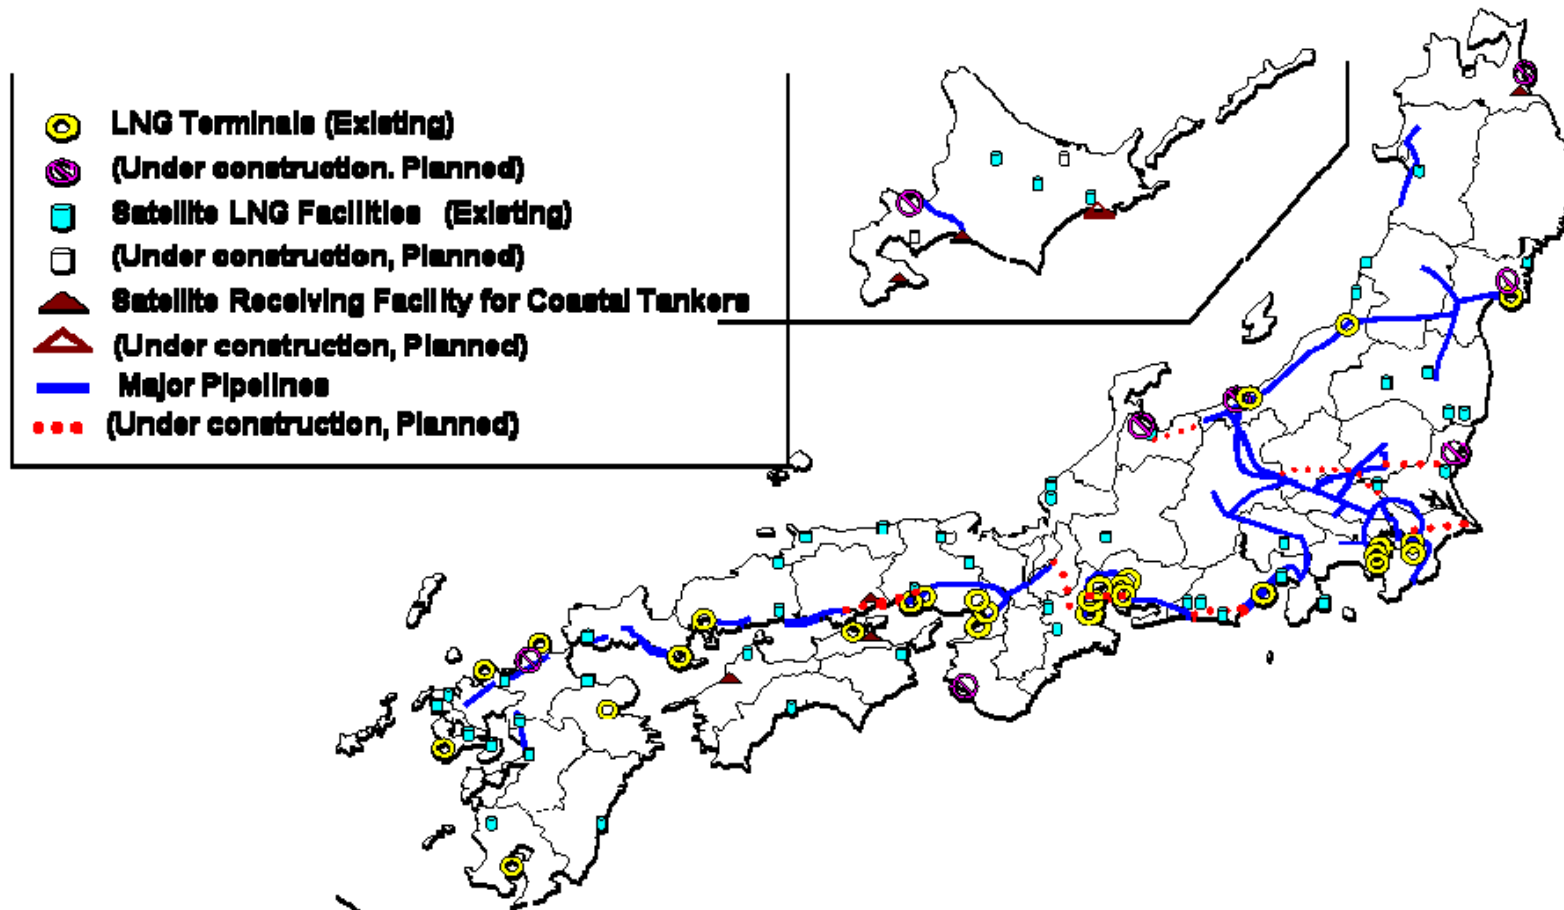 LNG Terminals (Existing)
(Under construction. Planned)
Satellite LNG Facilities (Existing)
(Under construction, Planned)
Satellite Receiving Facility for Coastal Tankers
(Under construction, Planned)
Major Pipelines
(Under construction, Planned)